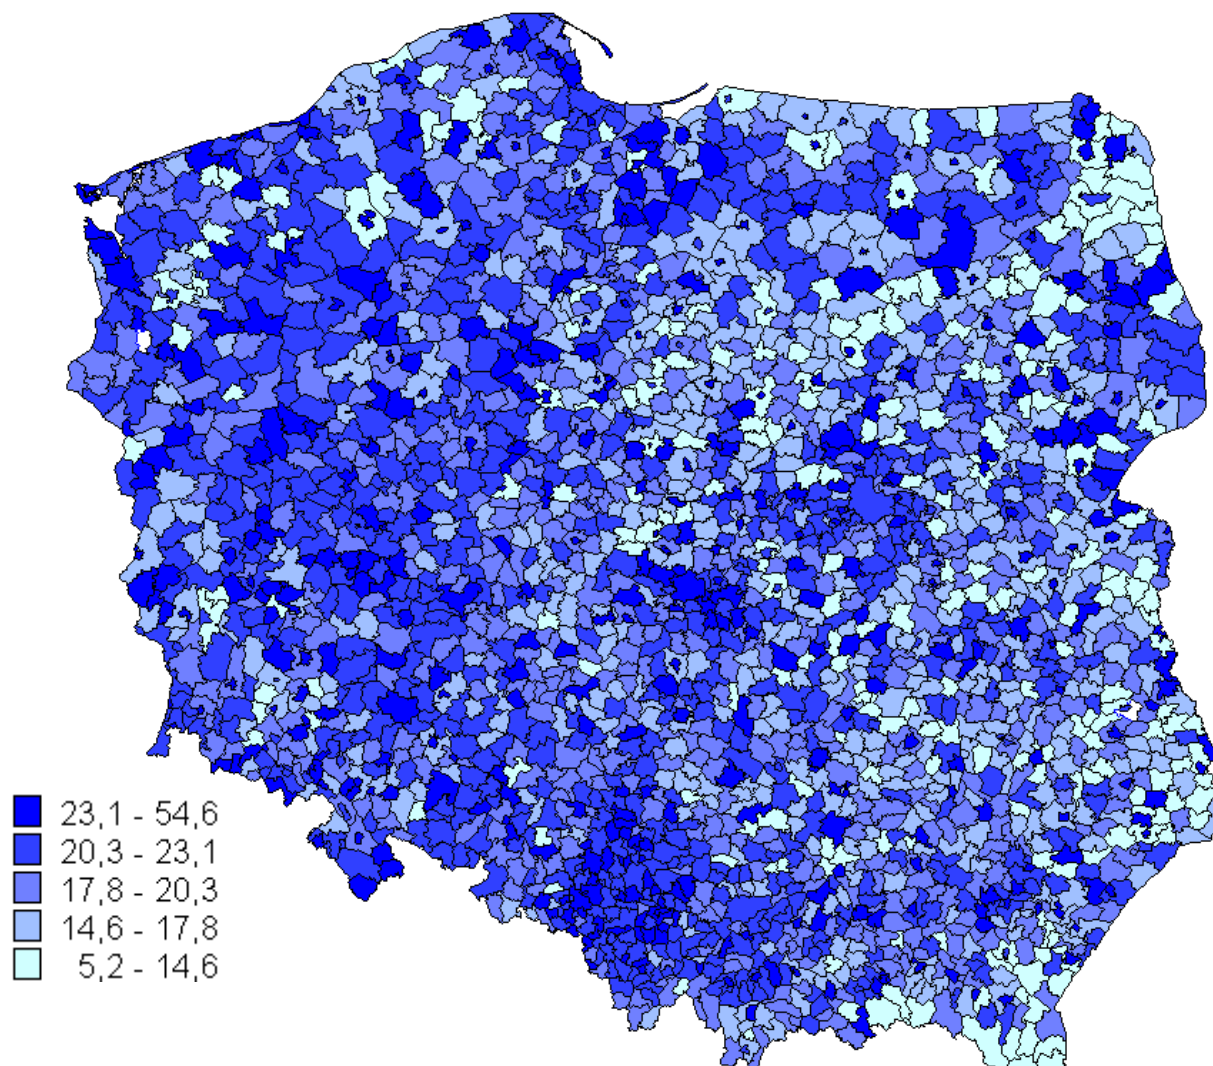 23,1 - 54,6
20,3 - 23,1
17,8 - 20,3
14,6 - 17,8
5,2 - 14,6